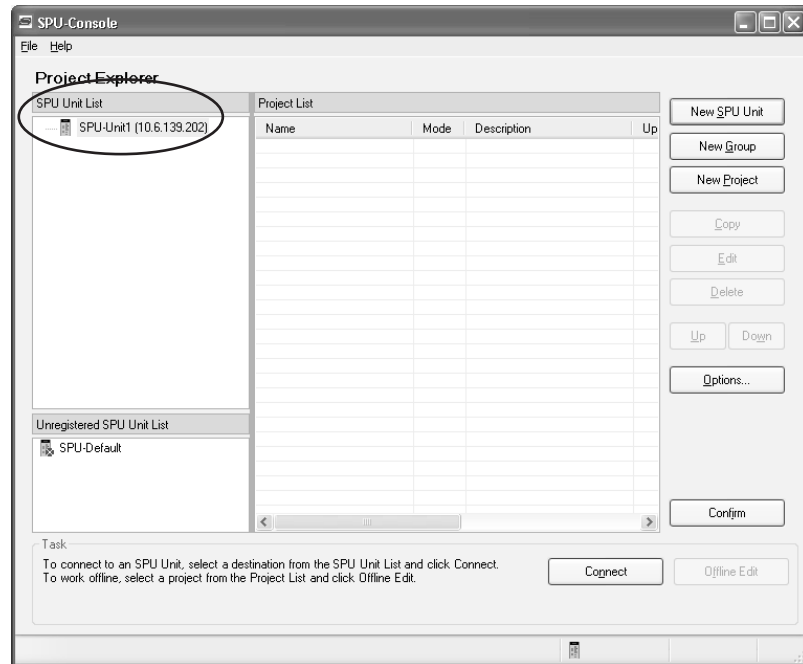 SPU-Console
File Help
Project Explorer
SPU Unit List
SPU-Unit1 (10.6.139.202)
Project List
Name Mode Description Up
New SPU Unit
New Group
New Project
Copy
Edit
Delete
Up Down
Options...
Unregistered SPU Unit List
SPU-Default
Confirm
Task
To connect to an SPU Unit, select a destination from the SPU Unit List and click Connect.
To work offline, select a project from the Project List and click Offline Edit.
Connect
Offline Edit